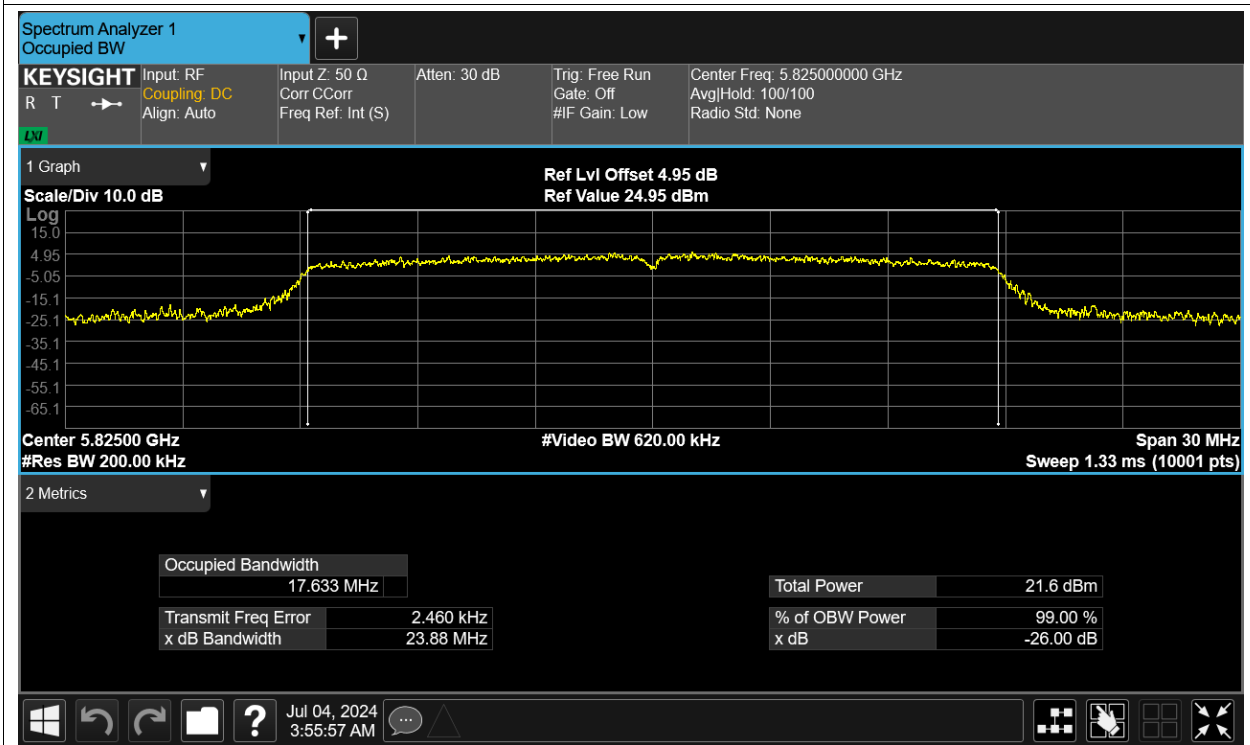 Spectrum Analyzer 1
Occupied BW
KEYSIGHT Input: RF Input Z: 50 Ω Atten: 30 dB Trig: Free Run Center Freq: 5.825000000 GHz
R T Coupling: DC Corr CCorr Gate: Off Avg|Hold: 100/100
Align: Auto Freq Ref: Int (S) #IF Gain: Low Radio Std: None
LXI
1 Graph
Ref Lvl Offset 4.95 dB
Scale/Div 10.0 dB Ref Value 24.95 dBm
Log
15.0
4.95
-5.05
-15.1
-25.1
-35.1
-45.1
-55.1
-65.1
Center 5.82500 GHz #Video BW 620.00 kHz Span 30 MHz
#Res BW 200.00 kHz Sweep 1.33 ms (10001 pts)
2 Metrics
Occupied Bandwidth
17.633 MHz Total Power 21.6 dBm
Transmit Freq Error 2.460 kHz % of OBW Power 99.00 %
x dB Bandwidth 23.88 MHz x dB -26.00 dB
? Jul 04, 2024
3:55:57 AM